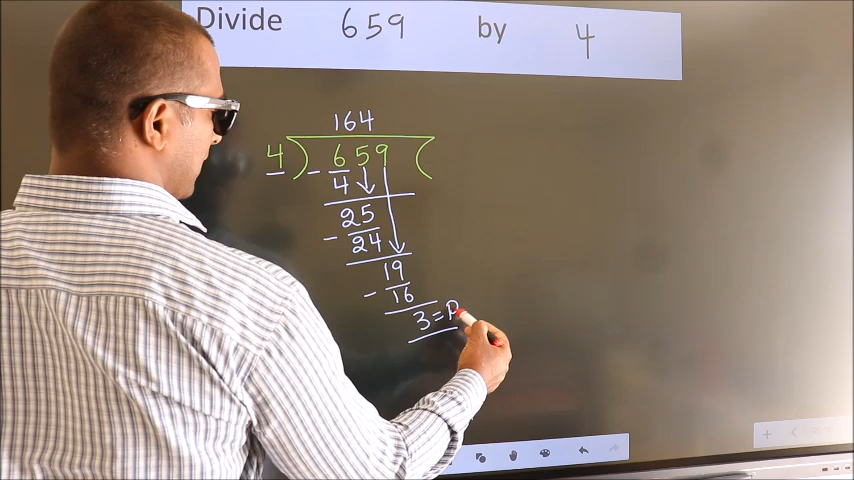 Divide 659 by 4
164
4 ) 659 (
- 4
25
- 24
19
- 16
3 = R